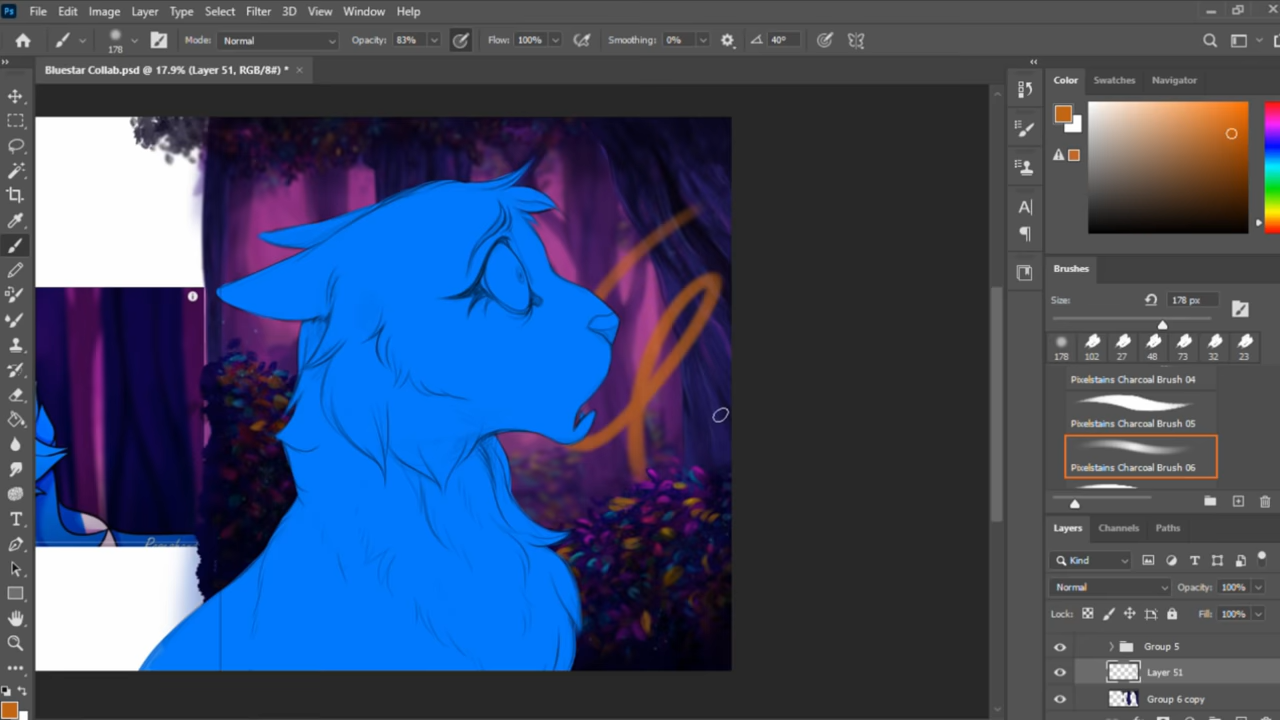 Ps File Edit Image Layer Type Select Filter 3D View Window Help
178 Mode: Normal Opacity: 83% Flow: 100% Smoothing: 0% 40°
Bluestar Collab.psd @ 17.9% (Layer 51, RGB/8#) * ×
Color Swatches Navigator
Brushes
Size: 178 px
178 102 27 48 73 32 23
Pixelstains Charcoal Brush 04
Pixelstains Charcoal Brush 05
Pixelstains Charcoal Brush 06
Layers Channels Paths
Kind
Normal Opacity: 100%
Lock: Fill: 100%
Group 5
Layer 51
Group 6 copy